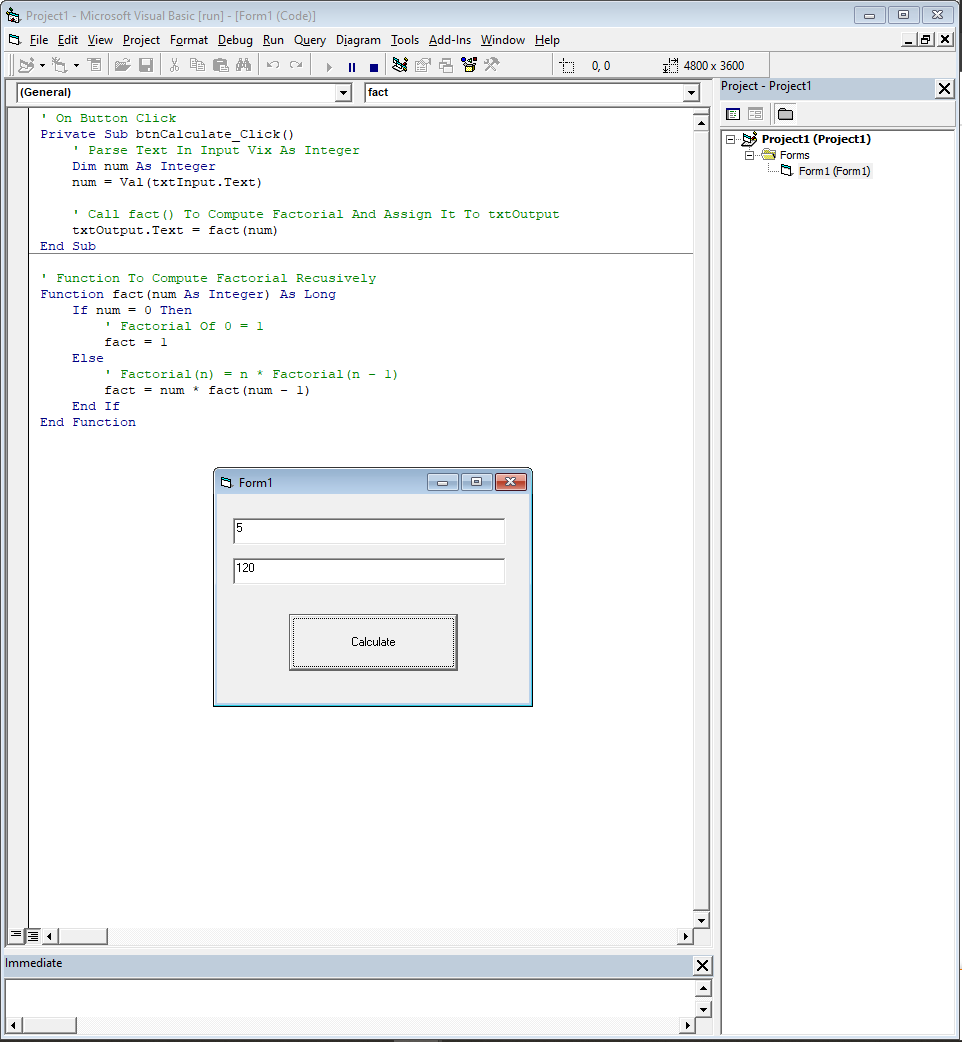 Project1 - Microsoft Visual Basic [run] - [Form1 (Code)]
File Edit View Project Format Debug Run Query Diagram Tools Add-Ins Window Help
0, 0 4800 x 3600
(General) fact
' On Button Click
Private Sub btnCalculate_Click()
' Parse Text In Input Vix As Integer
Dim num As Integer
num = Val(txtInput.Text)
' Call fact() To Compute Factorial And Assign It To txtOutput
txtOutput.Text = fact(num)
End Sub
' Function To Compute Factorial Recusively
Function fact(num As Integer) As Long
If num = 0 Then
' Factorial Of 0 = 1
fact = 1
Else
' Factorial(n) = n * Factorial(n - 1)
fact = num * fact(num - 1)
End If
End Function
Form1
5
120
Calculate
Immediate
Project - Project1
Project1 (Project1)
Forms
Form1 (Form1)